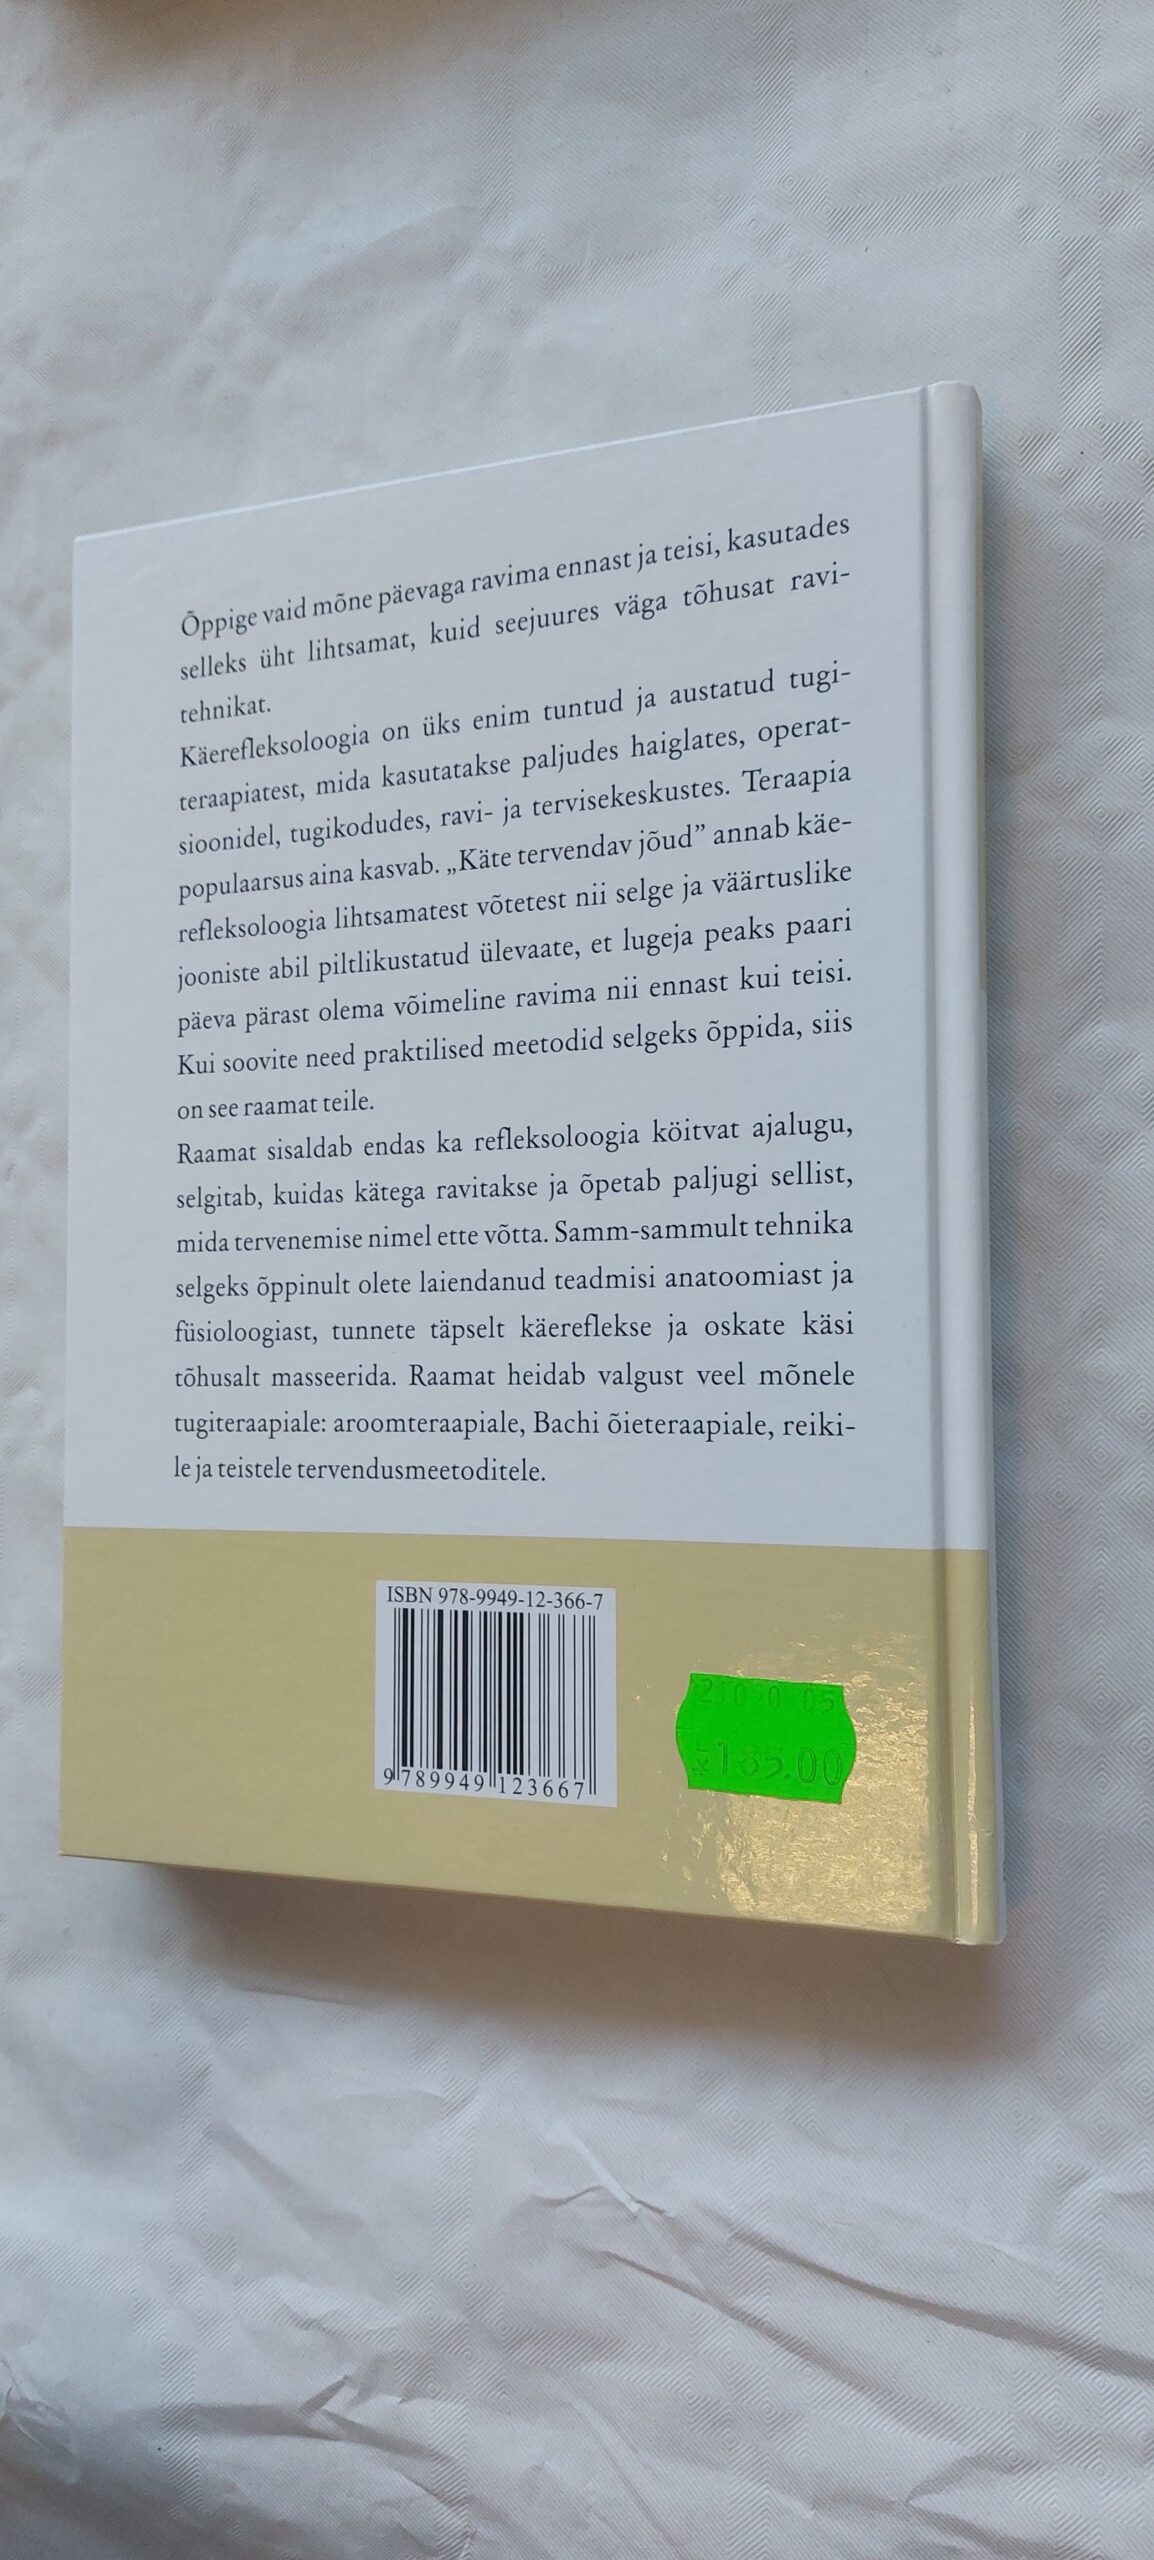 Õppige vaid mõne päevaga ravima ennast ja teisi, kasutades
selleks üht lihtsamat, kuid seejuures väga tõhusat ravi-
tehnikat.
Käerefleksoloogia on üks enim tuntud ja austatud tugi-
teraapiatest, mida kasutatakse paljudes haiglates, operat-
sioonidel, tugikodudes, ravi- ja tervisekeskustes. Teraapia
populaarsus aina kasvab. „Käte tervendav jõud” annab käe-
refleksoloogia lihtsamatest võtetest nii selge ja väärtuslike
jooniste abil piltlikustatud ülevaate, et lugeja peaks paari
päeva pärast olema võimeline ravima nii ennast kui teisi.
Kui soovite need praktilised meetodid selgeks õppida, siis
on see raamat teile.
Raamat sisaldab endas ka refleksoloogia köitvat ajalugu,
selgitab, kuidas kätega ravitakse ja õpetab paljugi sellist,
mida tervenemise nimel ette võtta. Samm-sammult tehnika
selgeks õppinult olete laiendanud teadmisi anatoomiast ja
füsioloogiast, tunnete täpselt käereflekse ja oskate käsi
tõhusalt masseerida. Raamat heidab valgust veel mõnele
tugiteraapiale: aroomteraapiale, Bachi õieteraapiale, reiki-
le ja teistele tervendusmeetoditele.
ISBN 978-9949-12-366-7
9 789949 123667